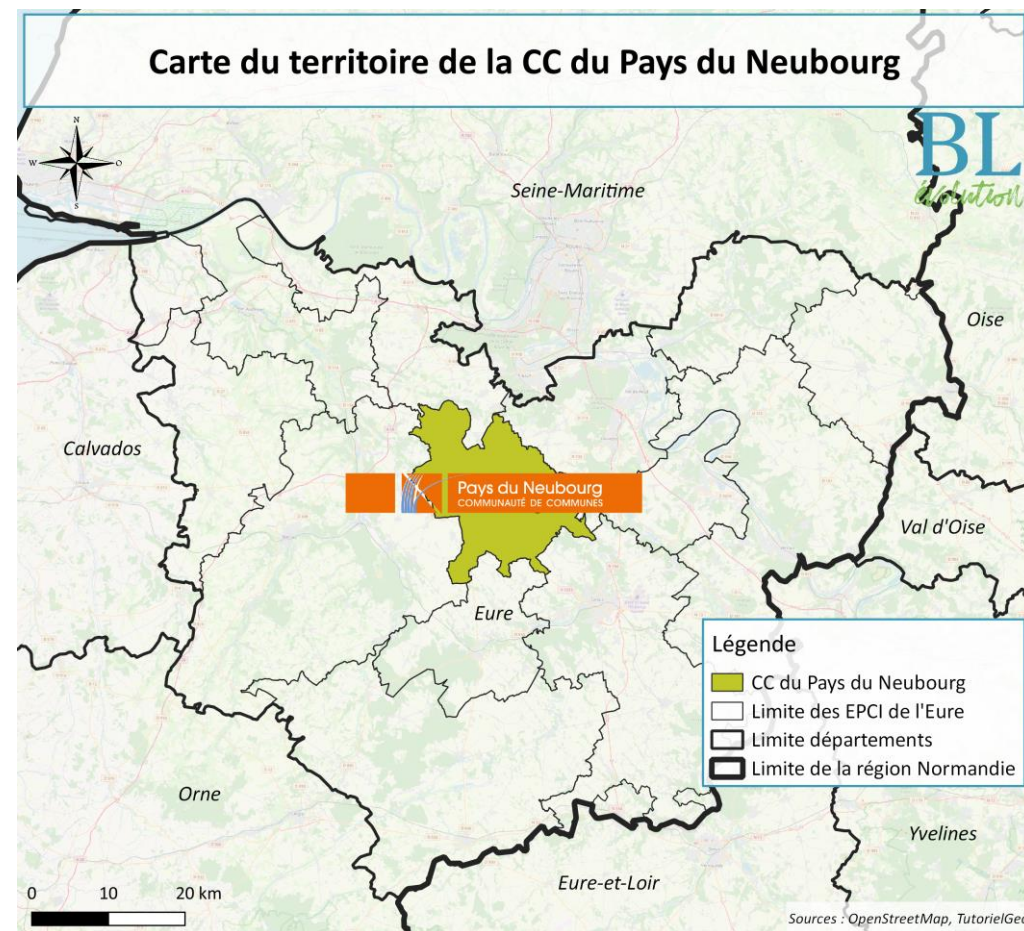 Carte du territoire de la CC du Pays du Neubourg
N
W
O
S
BL
évolution
Seine-Maritime
Oise
Calvados
Pays du Neubourg
COMMUNAUTÉ DE COMMUNES
Val d'Oise
Eure
Légende
CC du Pays du Neubourg
Limite des EPCI de l'Eure
Limite départements
Limite de la région Normandie
Orne
Yvelines
Eure-et-Loir
0 10 20 km
Sources : OpenStreetMap, TutorielGeo